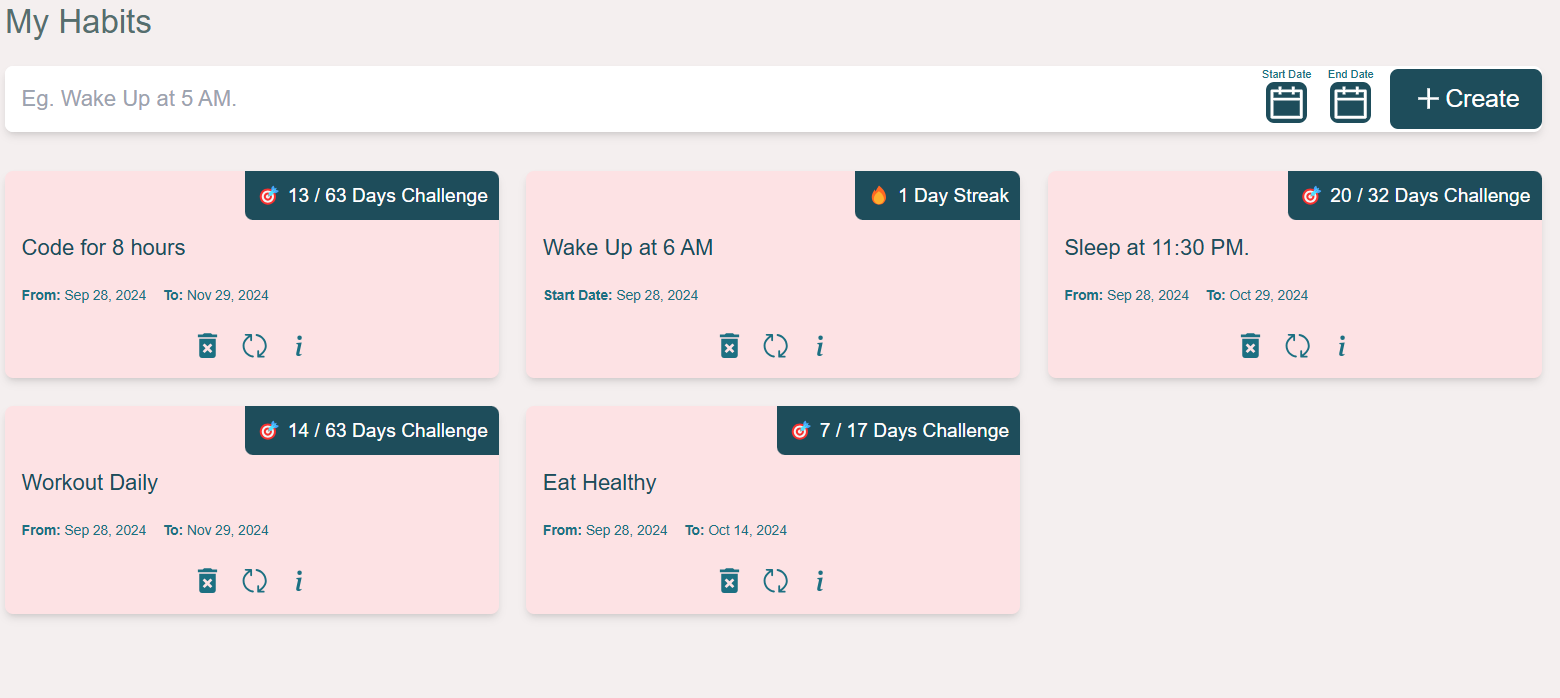 My Habits
Eg. Wake Up at 5 AM.
Start Date
End Date
Create
13 / 63 Days Challenge
Code for 8 hours
From: Sep 28, 2024 To: Nov 29, 2024
i
1 Day Streak
Wake Up at 6 AM
Start Date: Sep 28, 2024
i
20 / 32 Days Challenge
Sleep at 11:30 PM.
From: Sep 28, 2024 To: Oct 29, 2024
i
14 / 63 Days Challenge
Workout Daily
From: Sep 28, 2024 To: Nov 29, 2024
i
7 / 17 Days Challenge
Eat Healthy
From: Sep 28, 2024 To: Oct 14, 2024
i